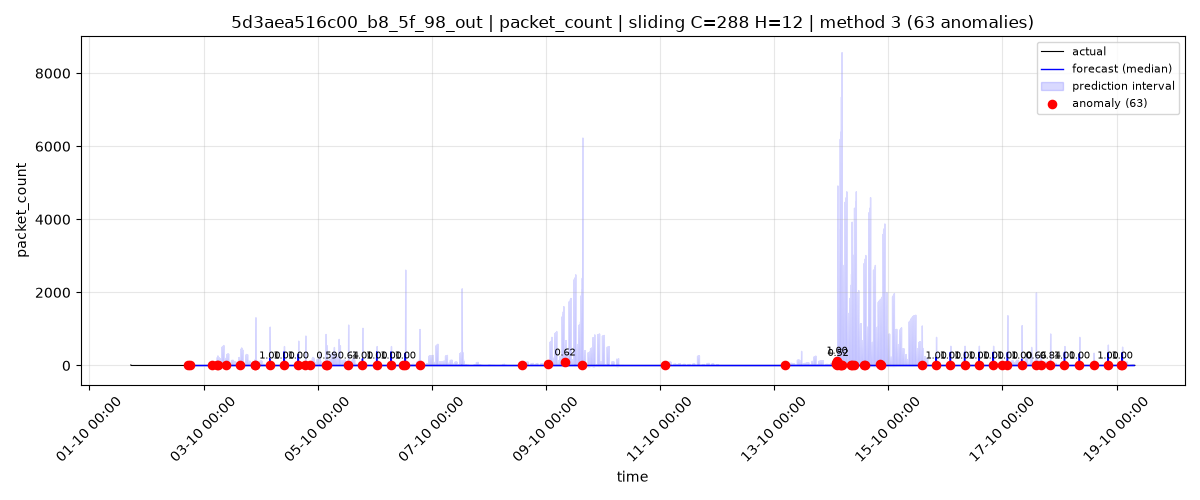 5d3aea516c00_b8_5f_98_out | packet_count | sliding C=288 H=12 | method 3 (63 anomalies)
actual
forecast (median)
prediction interval
anomaly (63)
packet_count
8000
6000
4000
2000
0
0.62
01-10 00:00
03-10 00:00
05-10 00:00
07-10 00:00
09-10 00:00
11-10 00:00
13-10 00:00
15-10 00:00
17-10 00:00
19-10 00:00
time